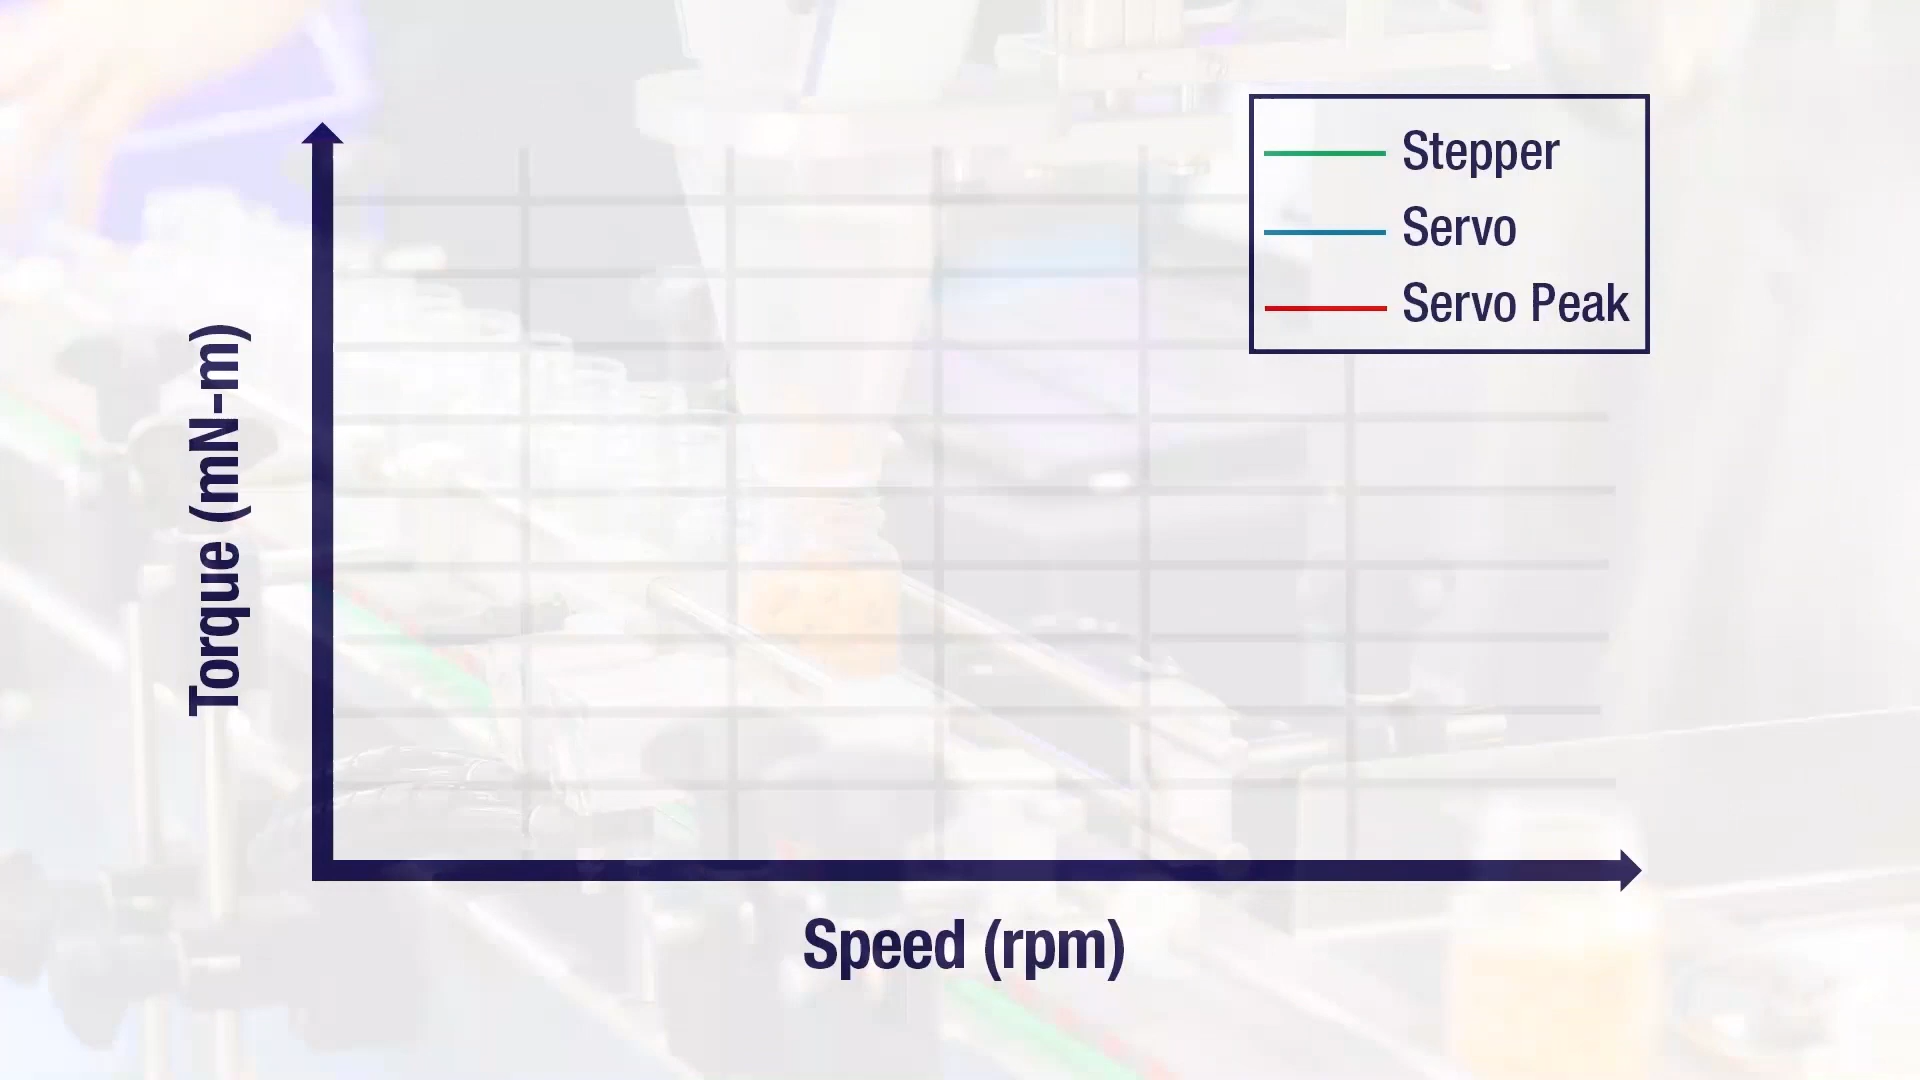 Stepper
Servo
Servo Peak
Torque (mN-m)
Speed (rpm)